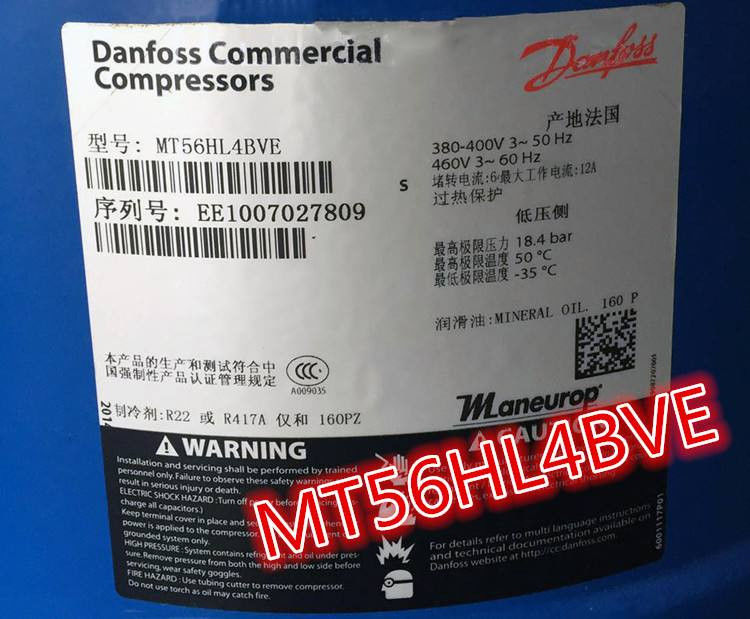 Danfoss Commercial
Compressors
Danfoss
产地法国
型号: MT56HL4BVE
S
序列号: EE1007027809
380-400V 3~ 50 Hz
460V 3~ 60 Hz
最大工作电流:12A
过热保护
低压侧
最高极限压力 18.4 bar
最高极限温度 50 °C
最低极限温度 -35 °C
润滑油:MINERAL OIL. 160 P
本产品的生产和测试符合中
国强制性产品认证管理规定
CCC
A009035
制冷剂:R22 或 R417A 仅和 160PZ
Maneurop
WARNING
Installation and servicing shall be performed by trained
personnel only. Failure to observe these safety
result in serious injury or death.
ELECTRIC SHOCK HAZARD : Turn off
charge all capacitors.)
Keep terminal cover in place and
power is applied to the compressor.
grounded system only.
HIGH PRESSURE : System contains refrigerant and oil under pres-
sure. Remove pressure from both the high and low side before
servicing, wear safety goggles.
FIRE HAZARD : Use tubing cutter to remove compressor.
Do not use torch as oil may catch fire.
CAUTION
For details refer to multi language instructions
and technical documentation available on
Danfoss website at http://cc.danfoss.com
6001117P01
MT56HL4BVE